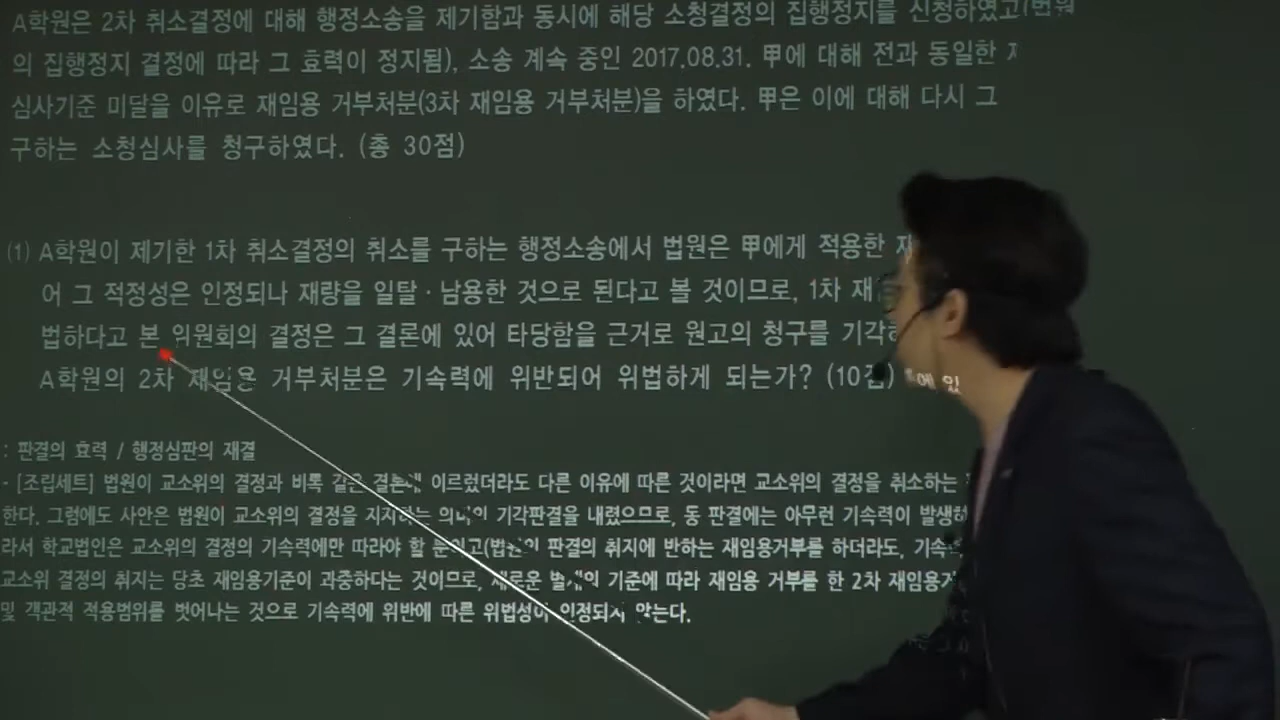 A학원은 2차 취소결정에 대해 행정소송을 제기함과 동시에 해당 소청결정의 집행정지를 신청하였고(법원
의 집행정지 결정에 따라 그 효력이 정지됨), 소송 계속 중인 2017.08.31. 甲에 대해 전과 동일한
심사기준 미달을 이유로 재임용 거부처분(3차 재임용 거부처분)을 하였다. 甲은 이에 대해 다시 그
구하는 소청심사를 청구하였다. (총 30점)
(1) A학원이 제기한 1차 취소결정의 취소를 구하는 행정소송에서 법원은 甲에게 적용한
어 그 적정성은 인정되나 재량을 일탈·남용한 것으로 된다고 볼 것이므로, 1차 재
법하다고 본 위원회의 결정은 그 결론에 있어 타당함을 근거로 원고의 청구를 기각하
A학원의 2차 재임용 거부처분은 기속력에 위반되어 위법하게 되는가? (10점)
: 판결의 효력 / 행정심판의 재결
- [조립세트] 법원이 교소위의 결정과 비록 같은 결론에 이르렀더라도 다른 이유에 따른 것이라면 교소위의 결정을 취소하는
한다. 그럼에도 사안은 법원이 교소위의 결정을 지지하는 의미인 기각판결을 내렸으므로, 동 판결에는 아무런 기속력이 발생하
라서 학교법인은 교소위의 결정의 기속력에만 따라야 할 뿐이고(법원이 판결의 취지에 반하는 재임용거부를 하더라도, 기속
교소위 결정의 취지는 당초 재임용기준이 과중하다는 것이므로, 새로운 별개의 기준에 따라 재임용 거부를 한 2차 재임용거
및 객관적 적용범위를 벗어나는 것으로 기속력에 위반에 따른 위법성이 인정되지 않는다.